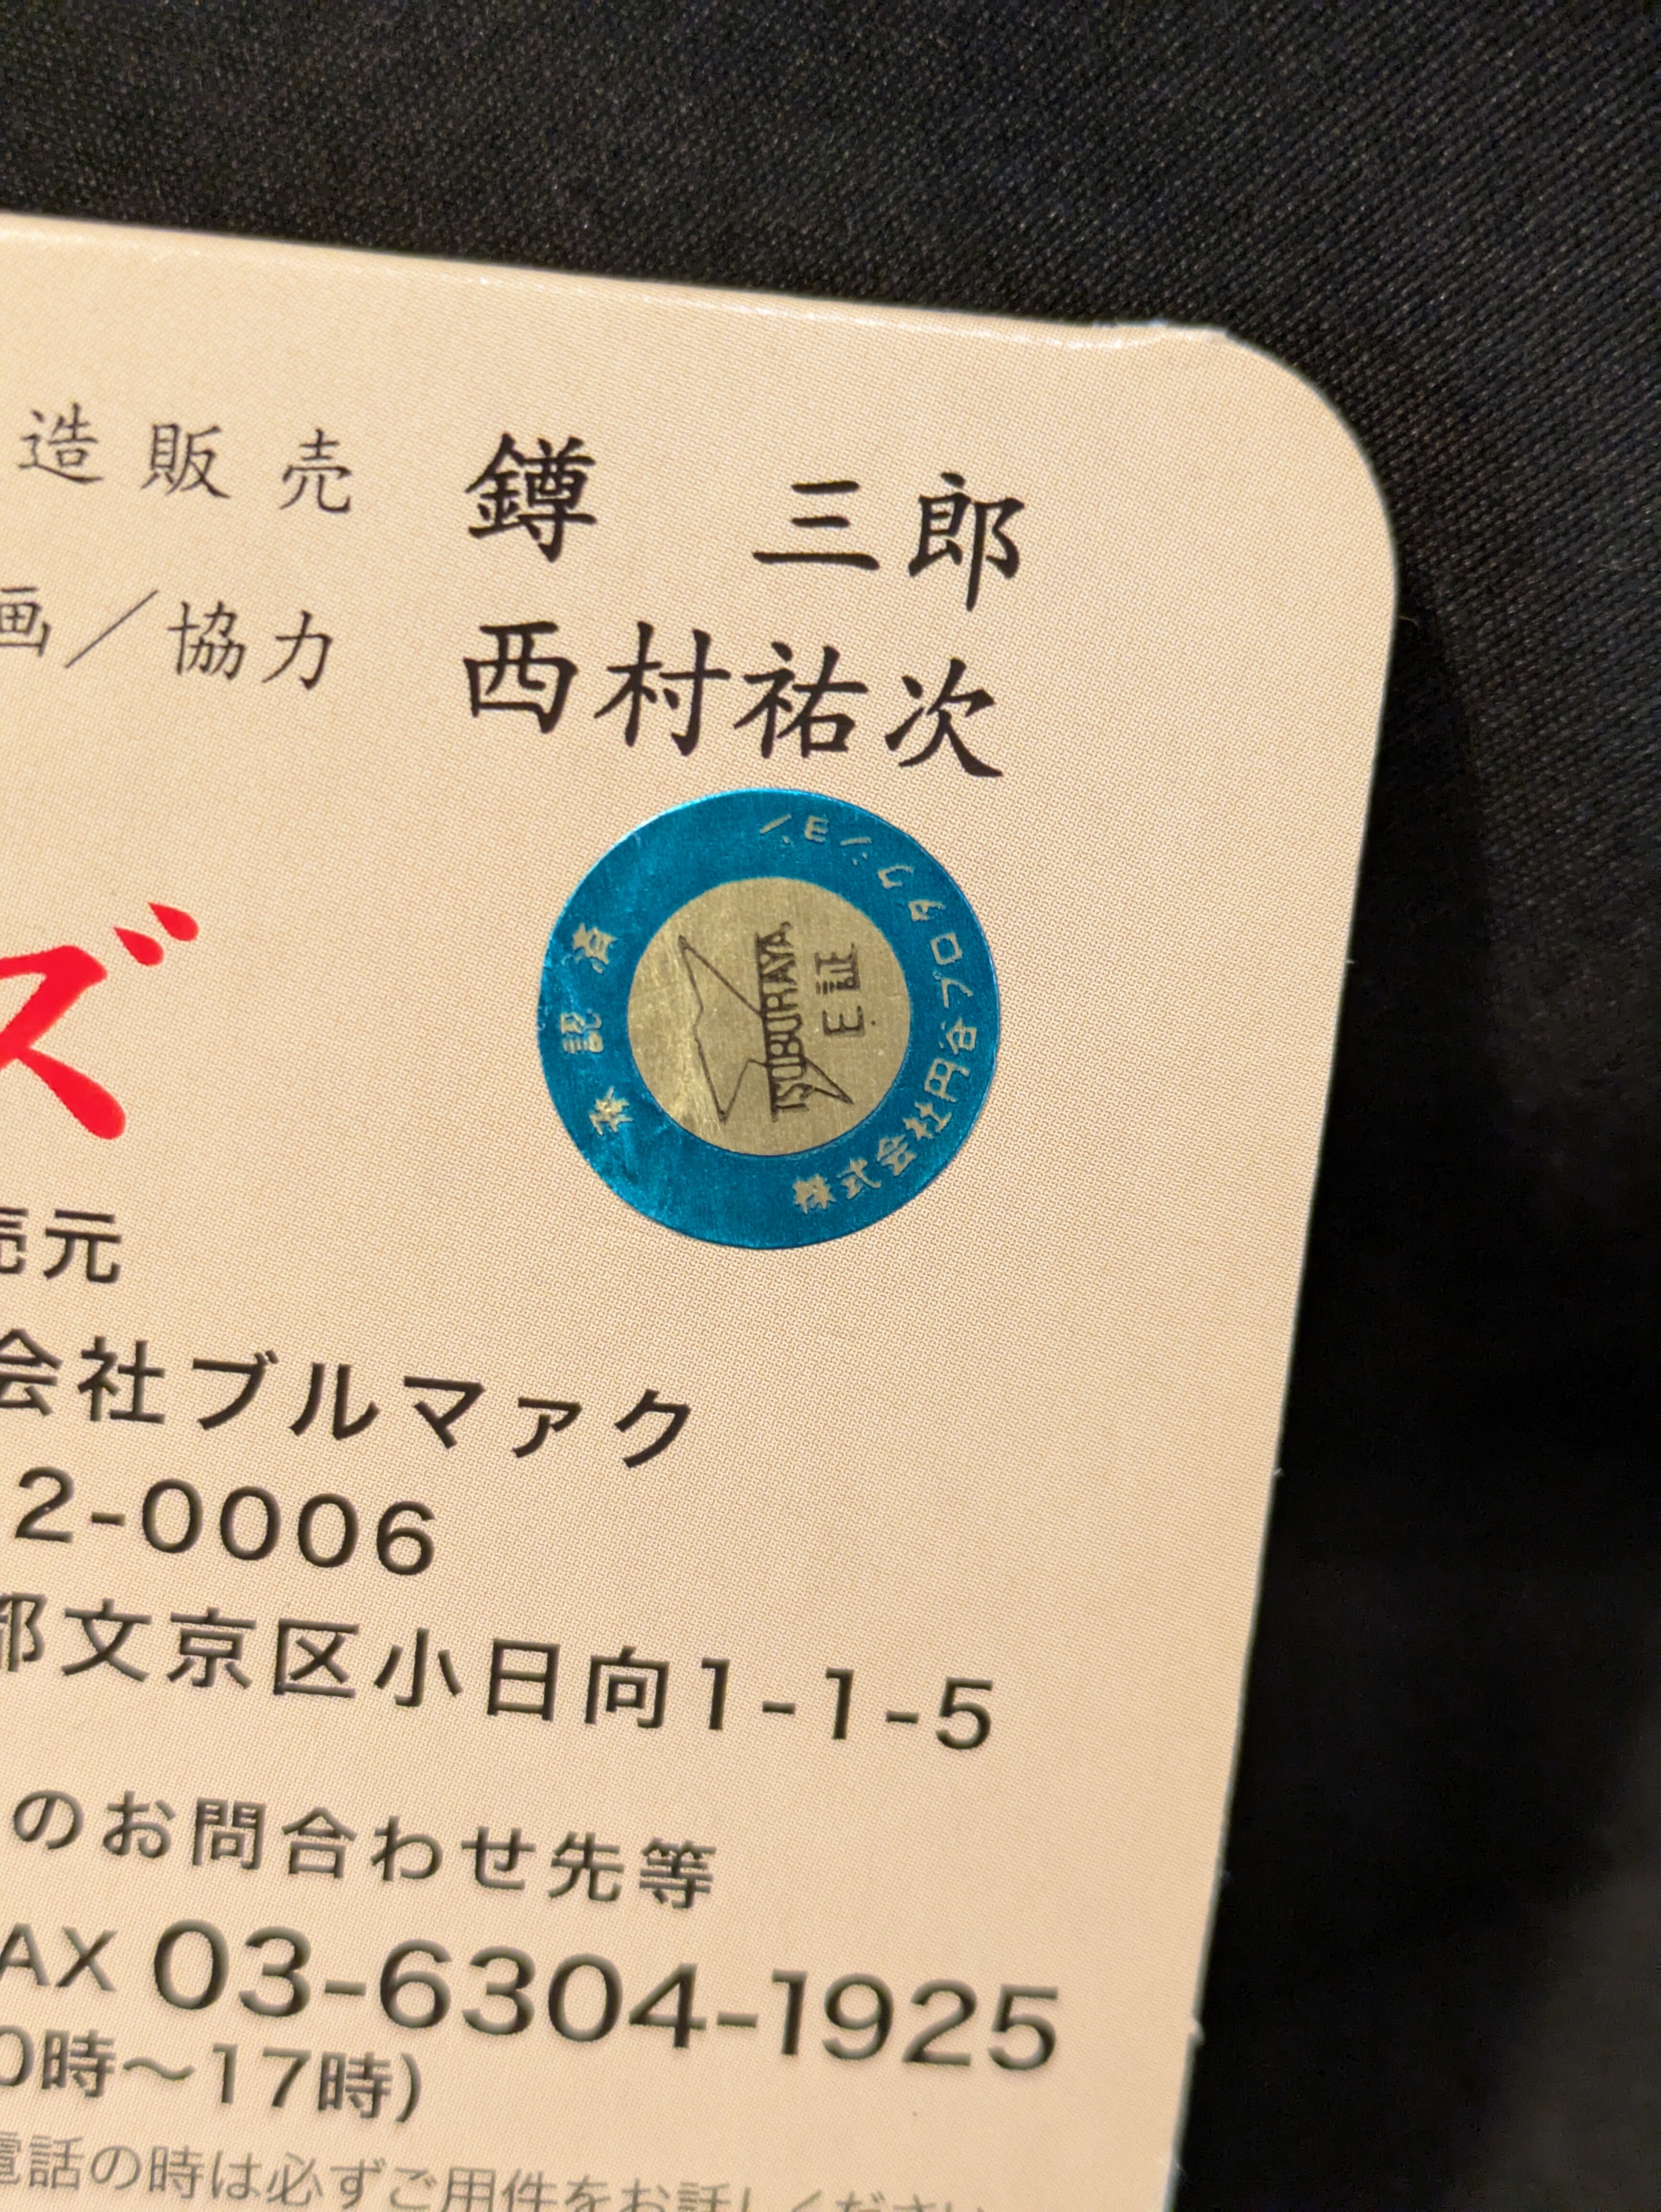 造販売 鐏 三郎
画／協力 西村祐次
株式会社円谷プロダクション
TSUBURAYA
E 証
承認済
ズ
売元
会社ブルマァク
2-0006
都文京区小日向1-1-5
のお問合わせ先等
AX 03-6304-1925
0時〜17時)
電話の時は必ずご用件をお話しください